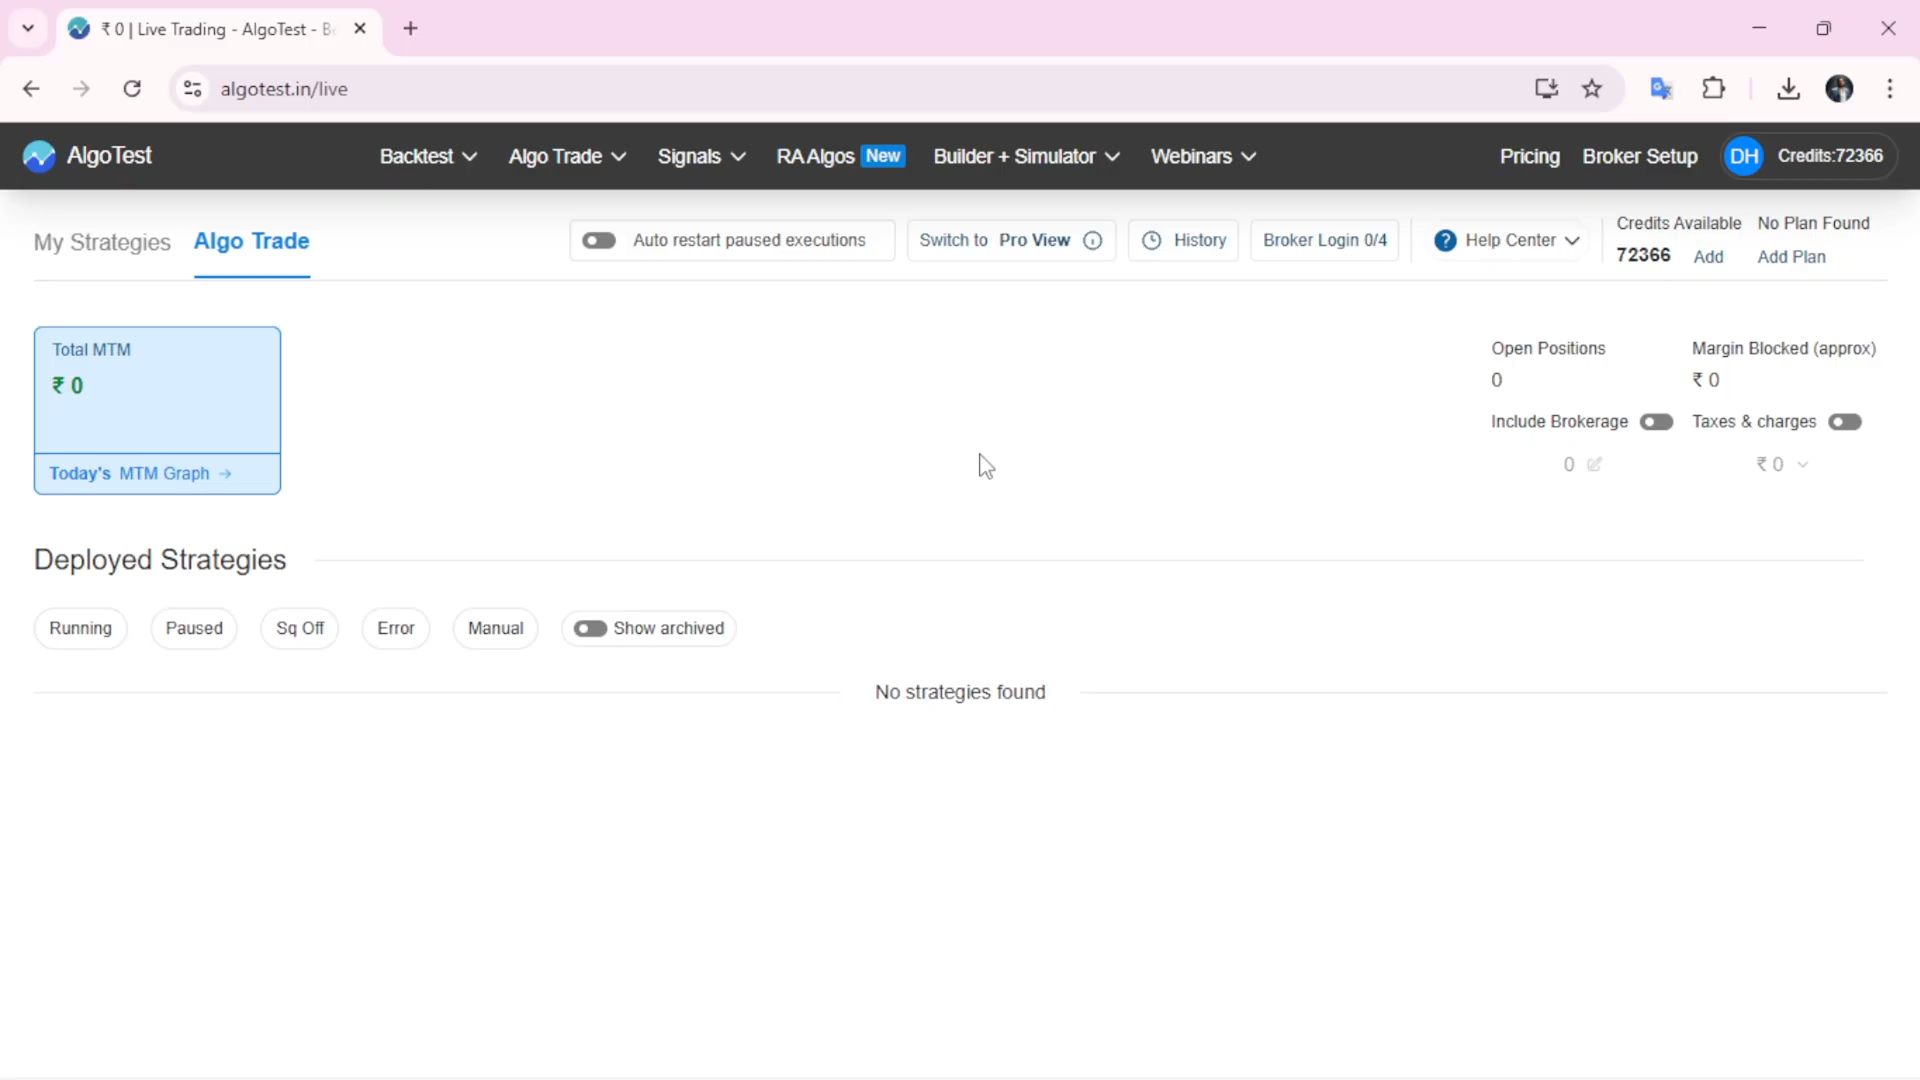 ₹ 0 | Live Trading - AlgoTest - Be
algotest.in/live
AlgoTest
Backtest
Algo Trade
Signals
RA Algos New
Builder + Simulator
Webinars
Pricing
Broker Setup
DH
Credits:72366
My Strategies
Algo Trade
Auto restart paused executions
Switch to Pro View
History
Broker Login 0/4
? Help Center
Credits Available
72366 Add
No Plan Found
Add Plan
Total MTM
₹ 0
Today's MTM Graph →
Open Positions
0
Margin Blocked (approx)
₹ 0
Include Brokerage
0
Taxes & charges
₹ 0
Deployed Strategies
Running
Paused
Sq Off
Error
Manual
Show archived
No strategies found